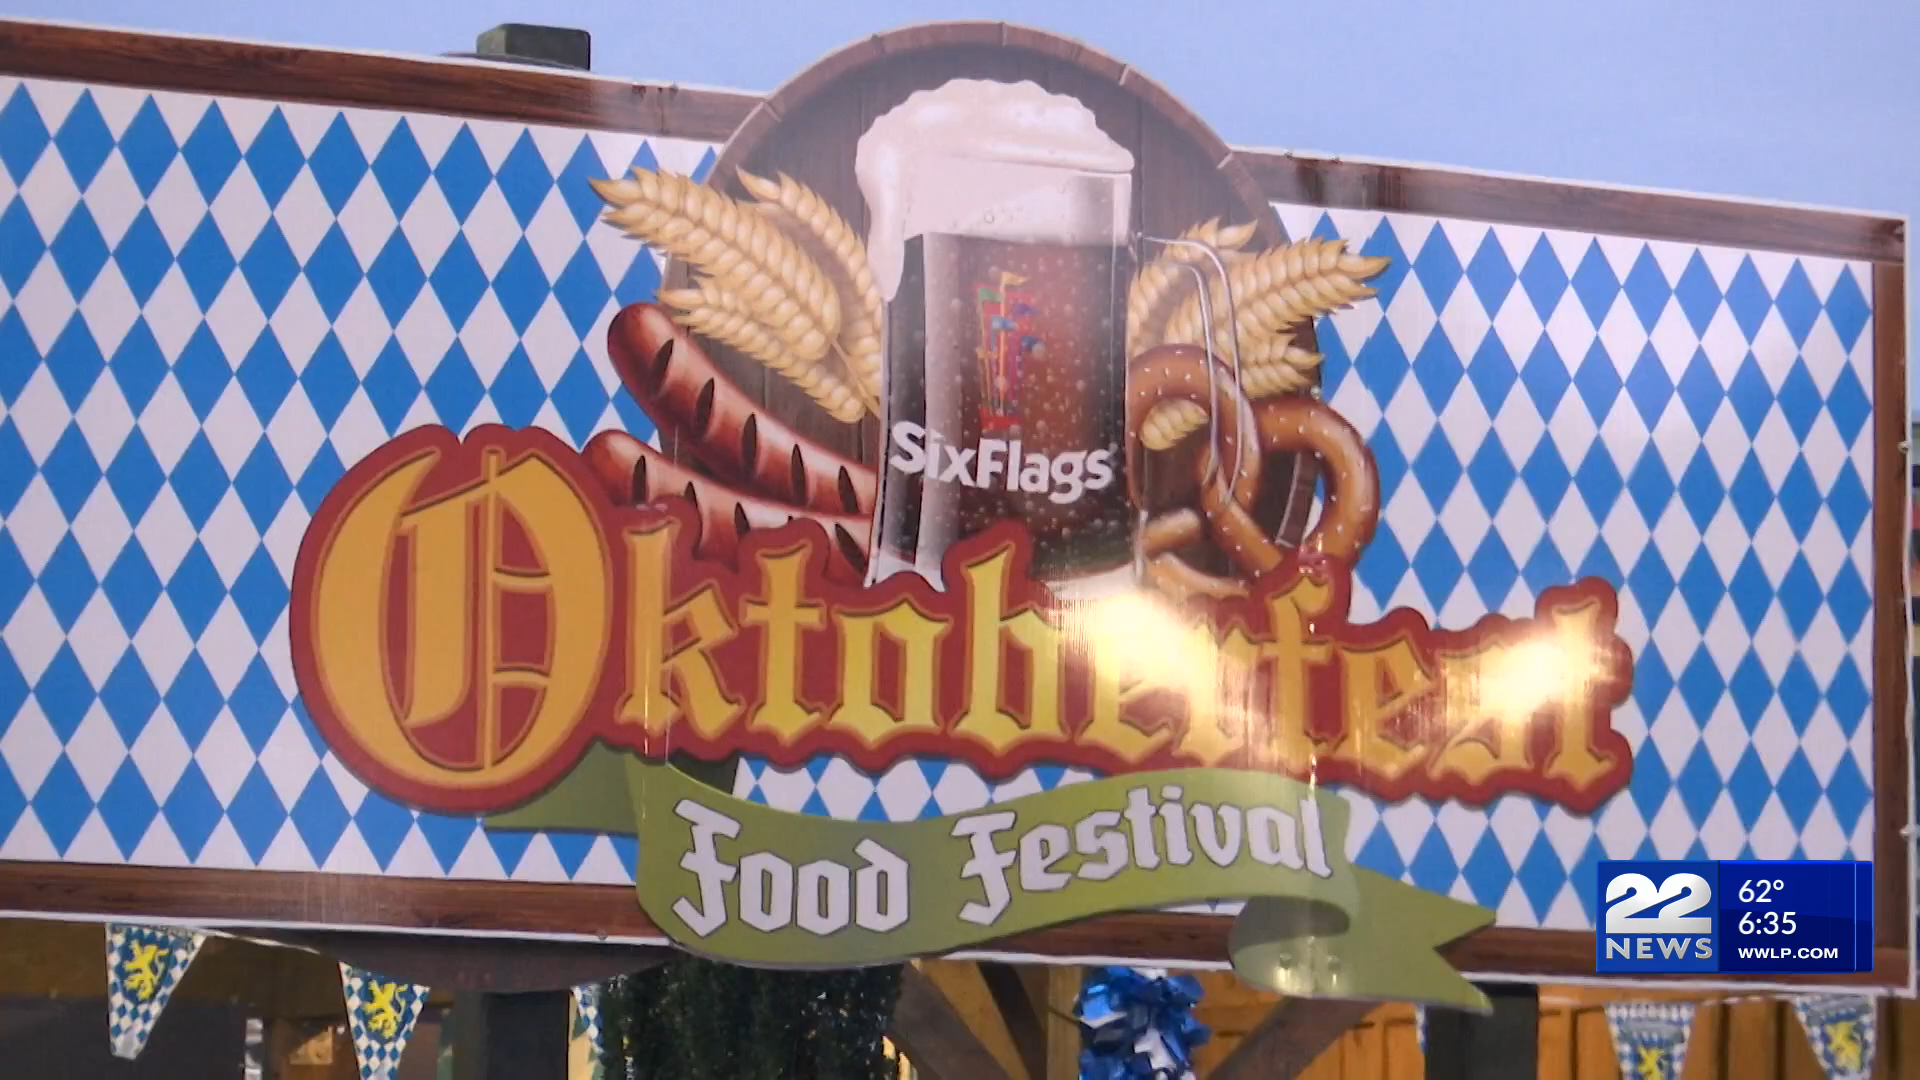 SixFlags
Oktoberfest
Food Festival
22 NEWS
62°
6:35
WWLP.COM